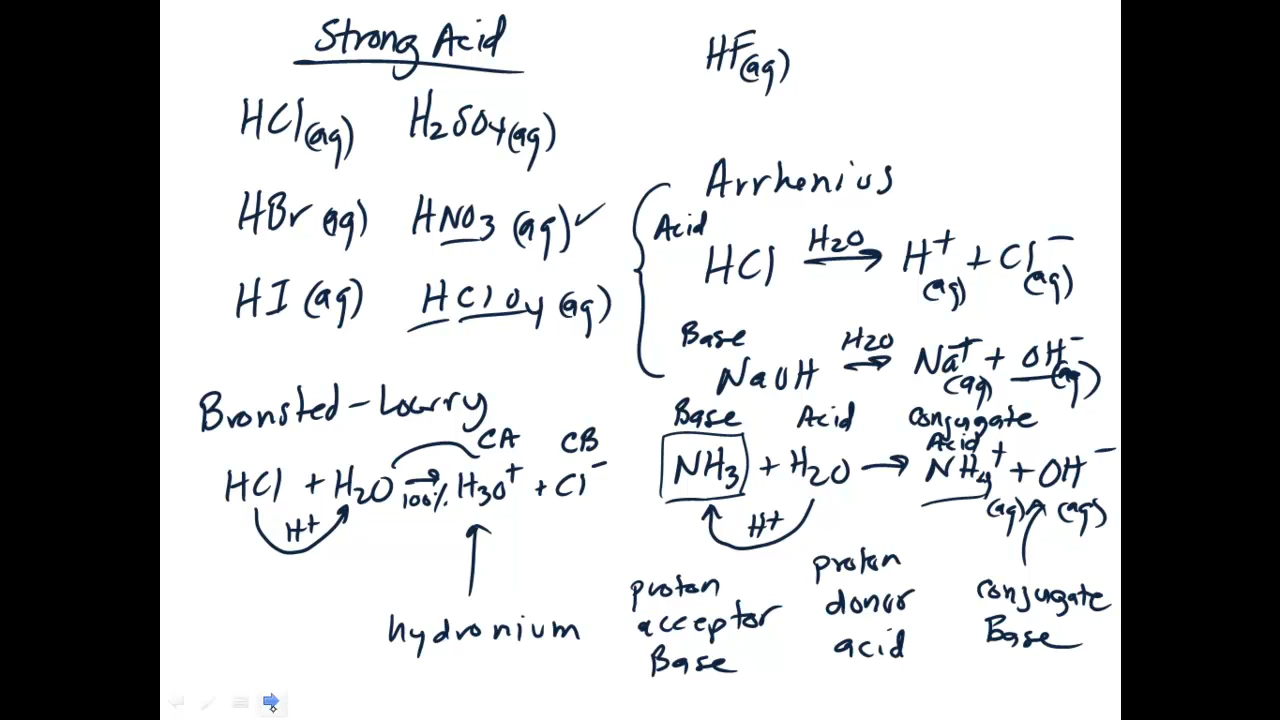 Strong Acid
HCl(aq) H2SO4(aq)
HBr(aq) HNO3(aq)✓
HI(aq) HClO4(aq)
HF(aq)
Arrhenius
Acid
HCl H2O→ H+(aq) + Cl-(aq)
Base
NaOH H2O→ Na+(aq) + OH-(aq)
Bronsted-Lowry
CA CB
HCl + H2O → 100% H3O+ + Cl-
H+
hydronium
Base Acid conjugate
Acid
NH3 + H2O → NH4+(aq) + OH-(aq)
H+
proton
acceptor
Base
proton
donor
acid
conjugate
Base